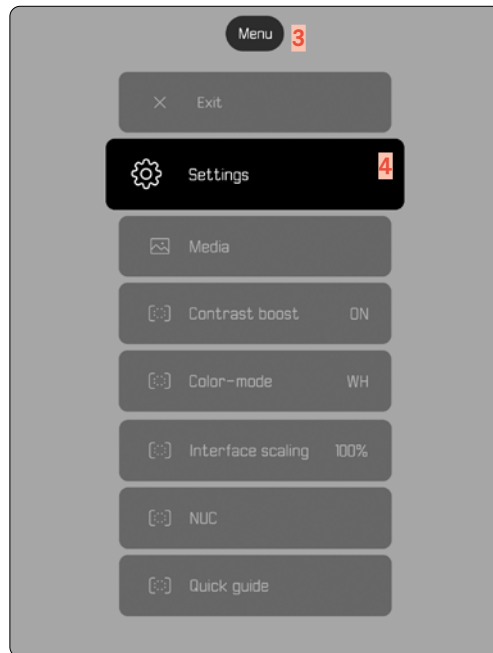 Menu 3
Exit
Settings 4
Media
Contrast boost ON
Color-mode WH
Interface scaling 100%
NUC
Quick guide